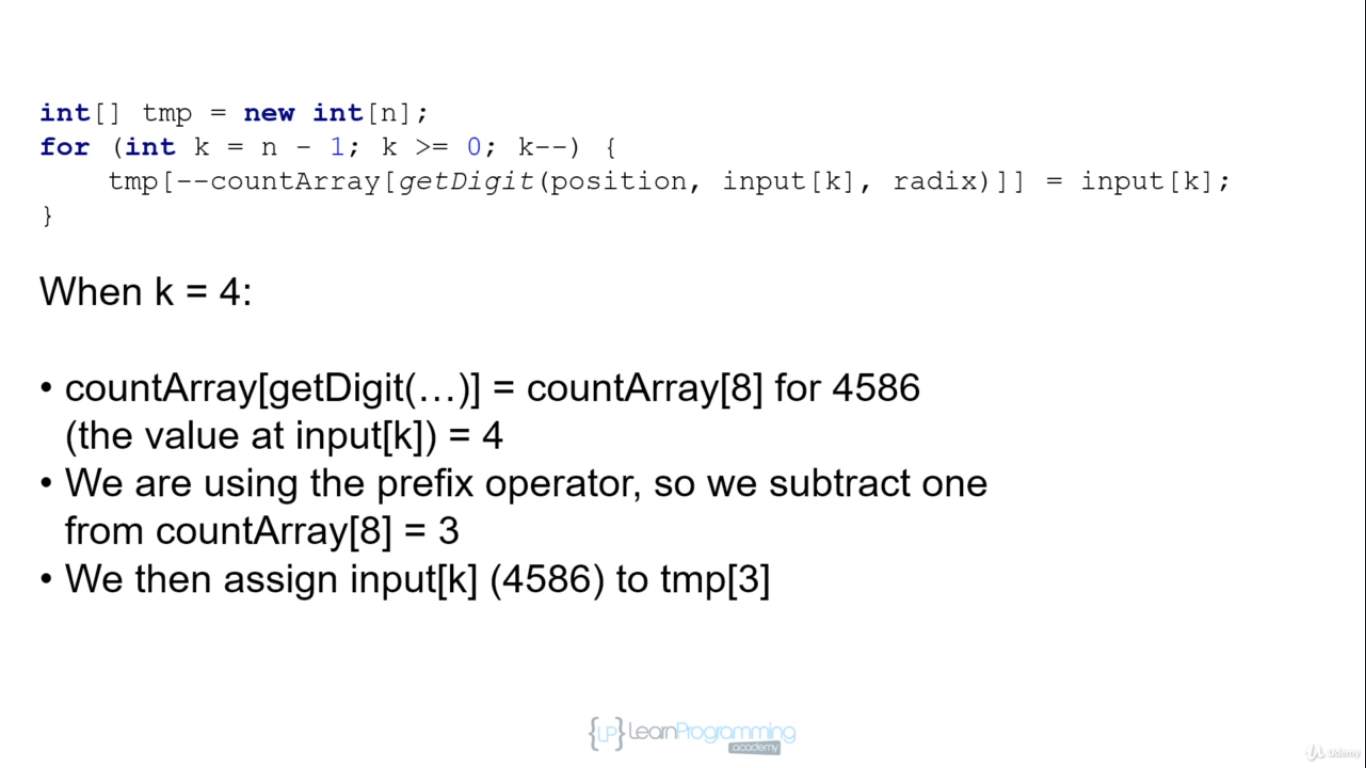 int[] tmp = new int[n];
for (int k = n - 1; k >= 0; k--) {
    tmp[--countArray[getDigit(position, input[k], radix)]] = input[k];
}
When k = 4:
• countArray[getDigit(…)] = countArray[8] for 4586
(the value at input[k]) = 4
• We are using the prefix operator, so we subtract one
from countArray[8] = 3
• We then assign input[k] (4586) to tmp[3]
{LP} LearnProgramming
academy
Udemy